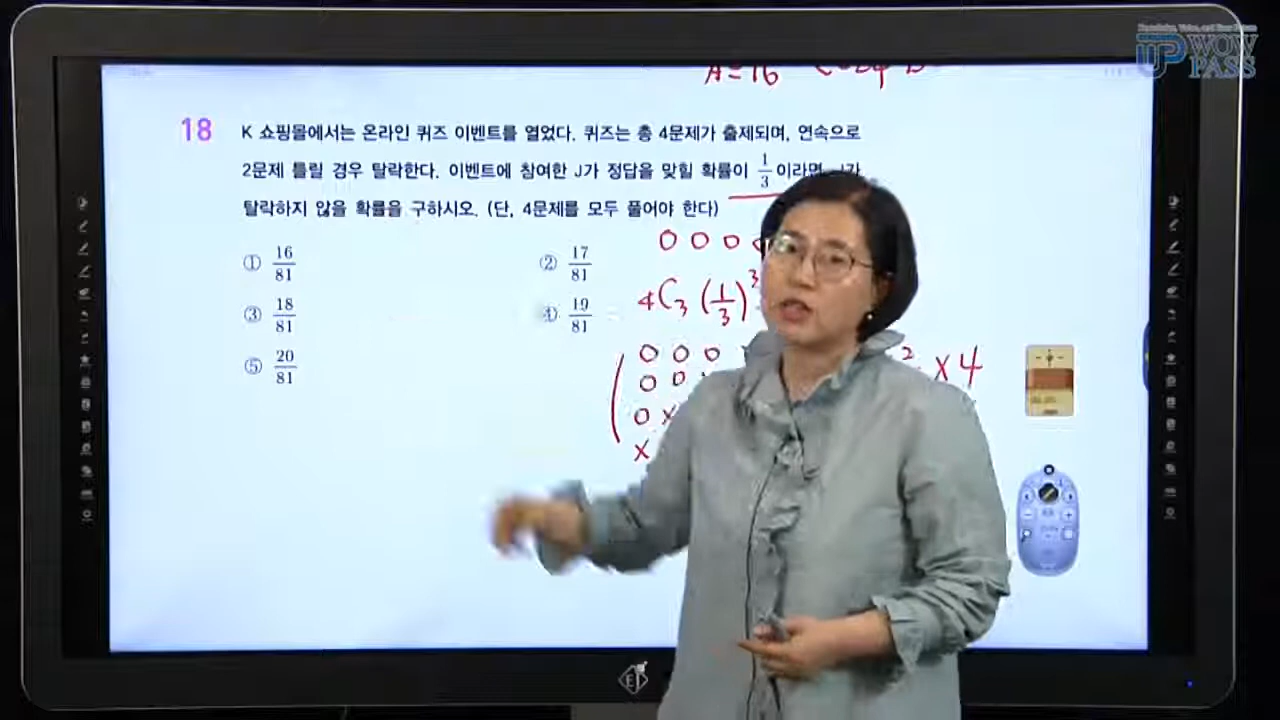 WOW
PASS
A=16
18 K 쇼핑몰에서는 온라인 퀴즈 이벤트를 열었다. 퀴즈는 총 4문제가 출제되며, 연속으로
2문제 틀릴 경우 탈락한다. 이벤트에 참여한 J가 정답을 맞힐 확률이 1/3 이라면 J가
탈락하지 않을 확률을 구하시오. (단, 4문제를 모두 풀어야 한다)
① 16/81 ② 17/81
③ 18/81 ④ 19/81
⑤ 20/81
O O O
4C3 (1/3)^3
O O O 2 ×4
O O
O ×
×